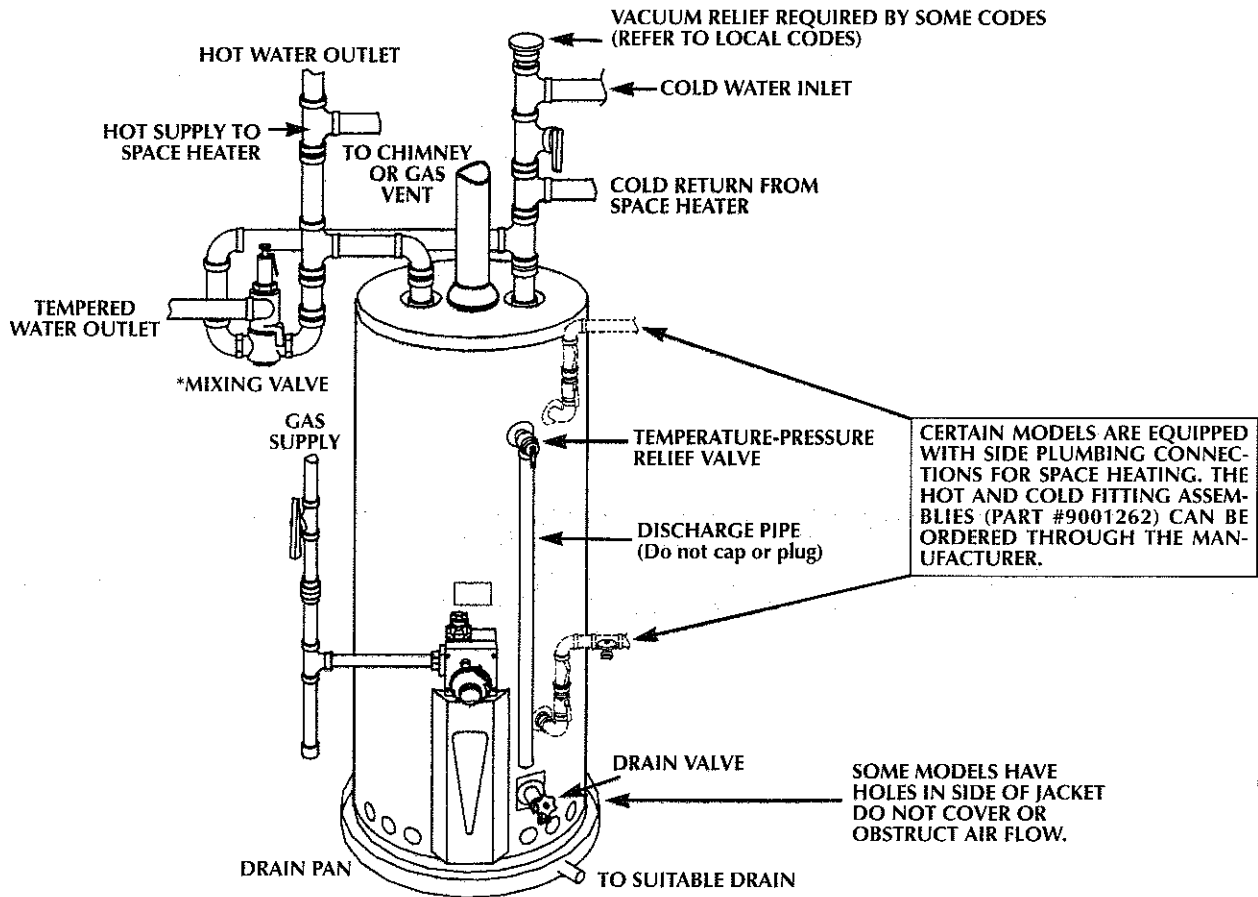 VACUUM RELIEF REQUIRED BY SOME CODES
(REFER TO LOCAL CODES)
HOT WATER OUTLET
COLD WATER INLET
HOT SUPPLY TO
SPACE HEATER
TO CHIMNEY
OR GAS
VENT
COLD RETURN FROM
SPACE HEATER
TEMPERED
WATER OUTLET
*MIXING VALVE
GAS
SUPPLY
TEMPERATURE-PRESSURE
RELIEF VALVE
CERTAIN MODELS ARE EQUIPPED
WITH SIDE PLUMBING CONNEC-
TIONS FOR SPACE HEATING. THE
HOT AND COLD FITTING ASSEM-
BLIES (PART #9001262) CAN BE
ORDERED THROUGH THE MAN-
UFACTURER.
DISCHARGE PIPE
(Do not cap or plug)
DRAIN VALVE
SOME MODELS HAVE
HOLES IN SIDE OF JACKET
DO NOT COVER OR
OBSTRUCT AIR FLOW.
DRAIN PAN
TO SUITABLE DRAIN